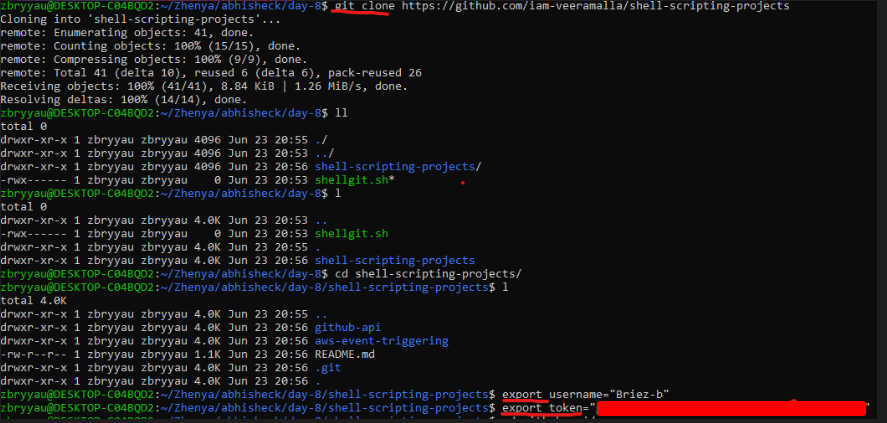 zbryyau@DESKTOP-C04BQD2:~/Zhenya/abhisheck/day-8$ git clone https://github.com/iam-veeramalla/shell-scripting-projects
Cloning into 'shell-scripting-projects'...
remote: Enumerating objects: 41, done.
remote: Counting objects: 100% (15/15), done.
remote: Compressing objects: 100% (9/9), done.
remote: Total 41 (delta 10), reused 6 (delta 6), pack-reused 26
Receiving objects: 100% (41/41), 8.84 KiB | 1.26 MiB/s, done.
Resolving deltas: 100% (14/14), done.
zbryyau@DESKTOP-C04BQD2:~/Zhenya/abhisheck/day-8$ ll
total 0
drwxr-xr-x 1 zbryyau zbryyau 4096 Jun 23 20:55 ./
drwxr-xr-x 1 zbryyau zbryyau 4096 Jun 23 20:53 ../
drwxr-xr-x 1 zbryyau zbryyau 4096 Jun 23 20:56 shell-scripting-projects/
-rwx------ 1 zbryyau zbryyau    0 Jun 23 20:53 shellgit.sh*
zbryyau@DESKTOP-C04BQD2:~/Zhenya/abhisheck/day-8$ l
total 0
drwxr-xr-x 1 zbryyau zbryyau 4.0K Jun 23 20:53 ..
-rwx------ 1 zbryyau zbryyau    0 Jun 23 20:53 shellgit.sh
drwxr-xr-x 1 zbryyau zbryyau 4.0K Jun 23 20:55 .
drwxr-xr-x 1 zbryyau zbryyau 4.0K Jun 23 20:56 shell-scripting-projects
zbryyau@DESKTOP-C04BQD2:~/Zhenya/abhisheck/day-8$ cd shell-scripting-projects/
zbryyau@DESKTOP-C04BQD2:~/Zhenya/abhisheck/day-8/shell-scripting-projects$ l
total 4.0K
drwxr-xr-x 1 zbryyau zbryyau 4.0K Jun 23 20:55 ..
drwxr-xr-x 1 zbryyau zbryyau 4.0K Jun 23 20:56 github-api
drwxr-xr-x 1 zbryyau zbryyau 4.0K Jun 23 20:56 aws-event-triggering
-rw-r--r-- 1 zbryyau zbryyau 1.1K Jun 23 20:56 README.md
drwxr-xr-x 1 zbryyau zbryyau 4.0K Jun 23 20:56 .git
drwxr-xr-x 1 zbryyau zbryyau 4.0K Jun 23 20:56 .
zbryyau@DESKTOP-C04BQD2:~/Zhenya/abhisheck/day-8/shell-scripting-projects$ export username="Briez-b"
zbryyau@DESKTOP-C04BQD2:~/Zhenya/abhisheck/day-8/shell-scripting-projects$ export token=" "